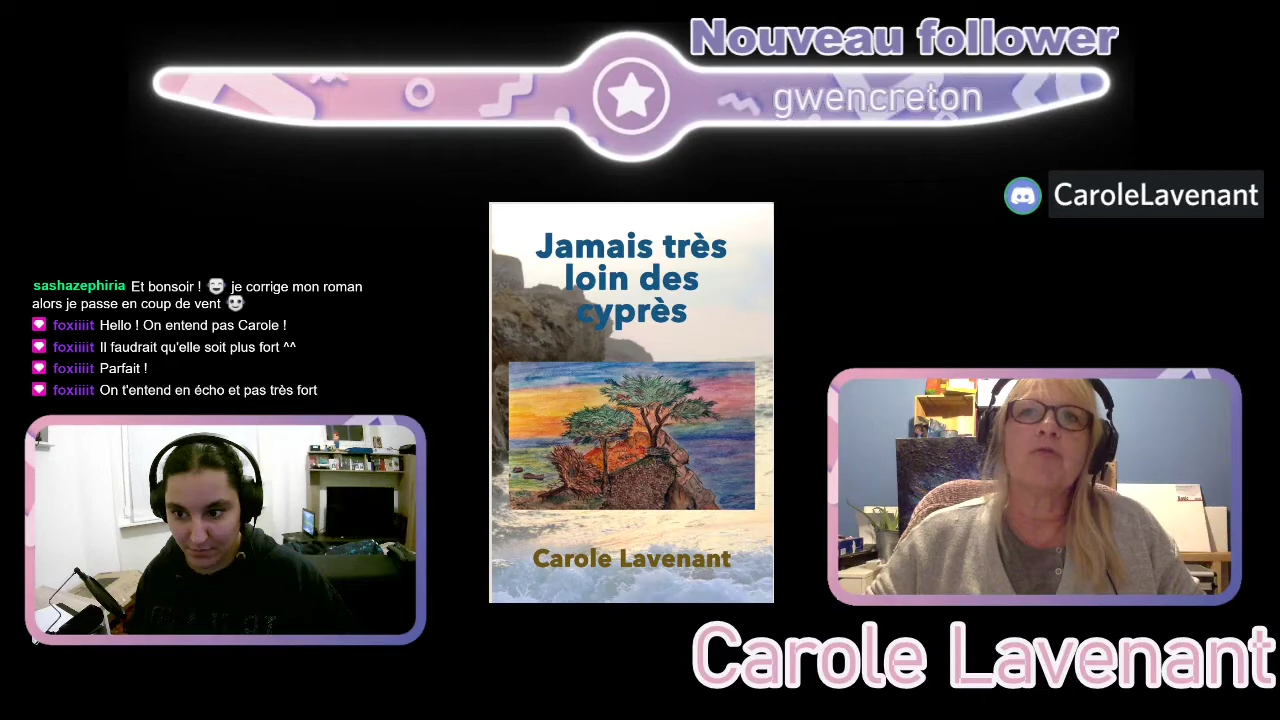 Nouveau follower
gwencreton
CaroleLavenant
Jamais très
loin des
cyprès
Carole Lavenant
sashazephiria Et bonsoir ! je corrige mon roman
alors je passe en coup de vent
foxiiiit Hello ! On entend pas Carole !
foxiiiit Il faudrait qu'elle soit plus fort ^^
foxiiiit Parfait !
foxiiiit On t'entend en écho et pas très fort
Carole Lavenant